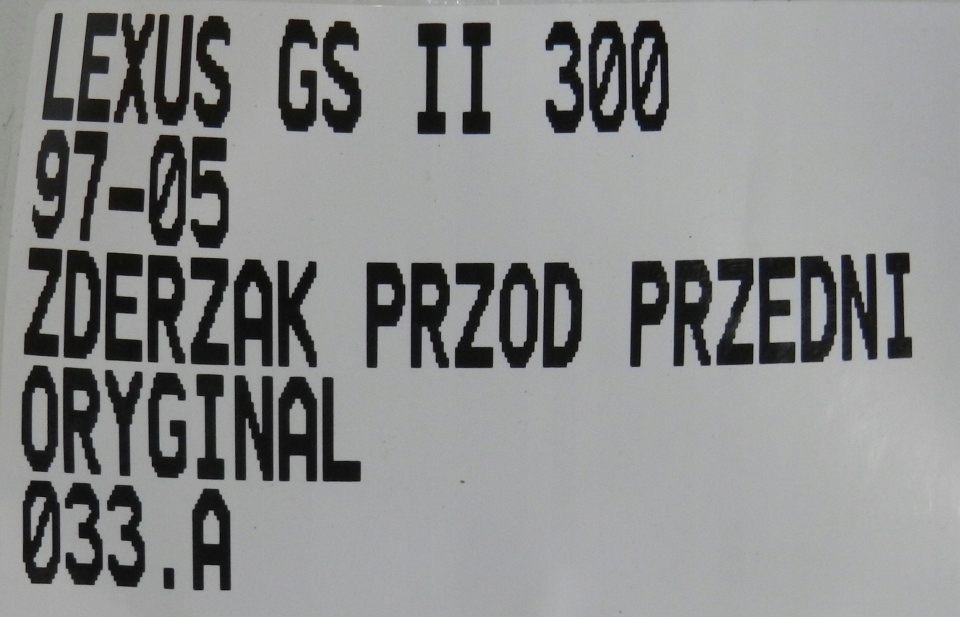 LEXUS GS II 300
97-05
ZDERZAK PRZOD PRZEDNI
ORYGINAL
033.A